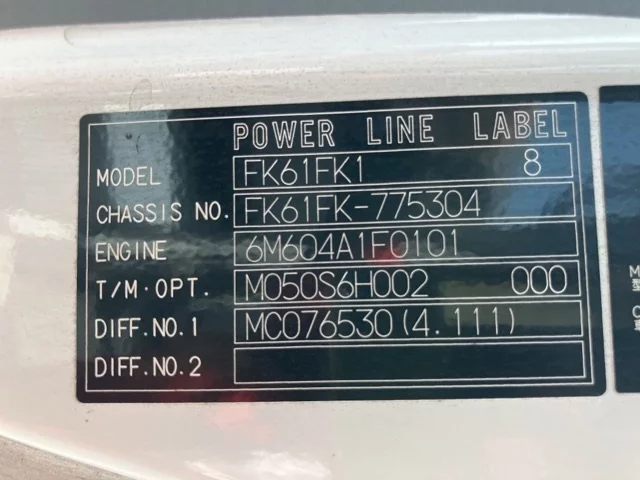 POWER LINE LABEL
MODEL FK61FK1 8
CHASSIS NO. FK61FK-775304
ENGINE 6M604A1F0101
T/M·OPT. M050S6H002 000
DIFF.NO.1 MC076530(4.111)
DIFF.NO.2